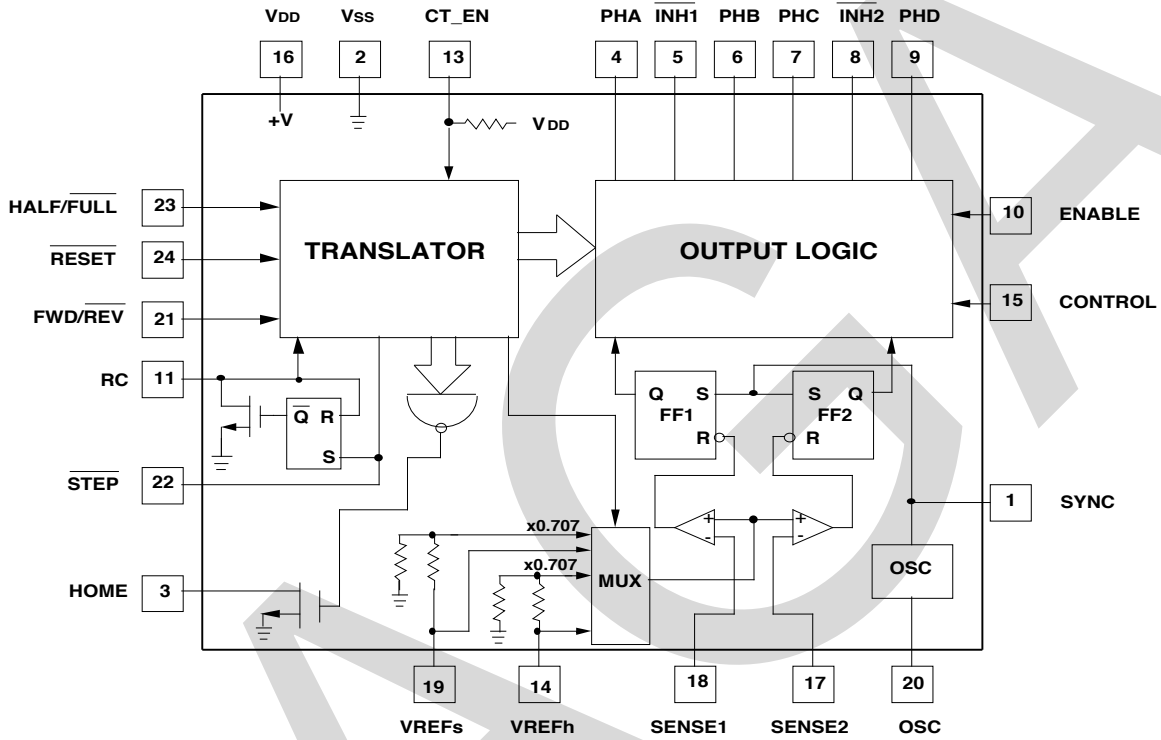 VDD VSS CT_EN PHA INH1 PHB PHC INH2 PHD
16 2 13 4 5 6 7 8 9
+V
VDD
HALF/FULL 23
10 ENABLE
RESET 24
TRANSLATOR OUTPUT LOGIC
FWD/REV 21
15 CONTROL
RC 11
Q R
S
Q S
FF1
R
S Q
FF2
R
STEP 22
1 SYNC
x0.707
x0.707
MUX
+
-
+
-
OSC
HOME 3
19 14 18 17 20
VREFs VREFh SENSE1 SENSE2 OSC
AGA